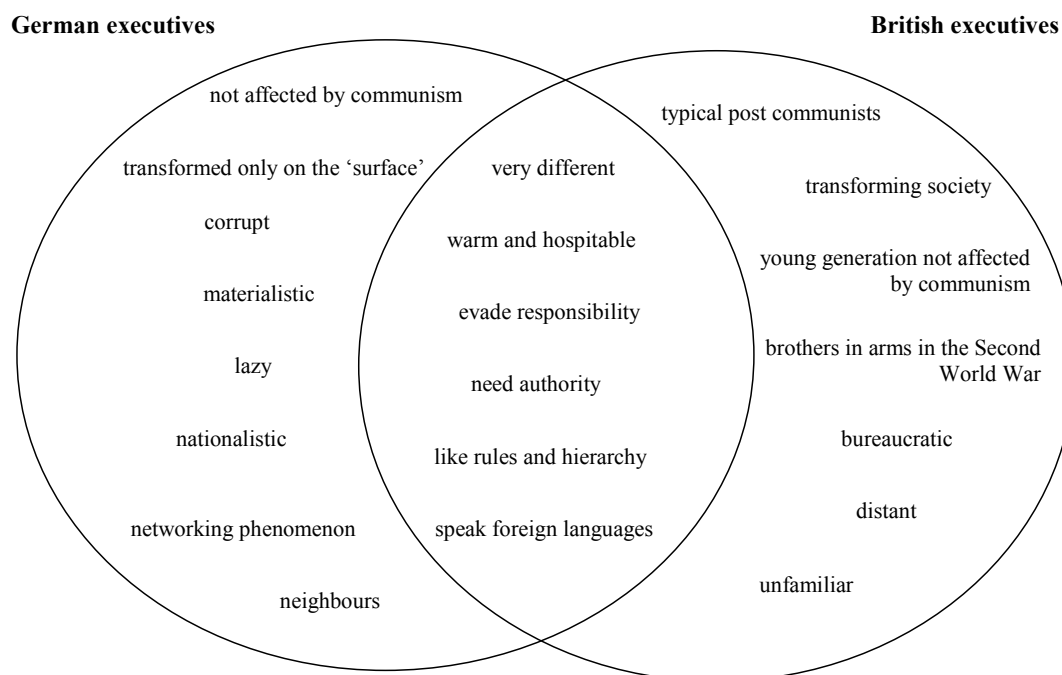 German executives
British executives
not affected by communism
transformed only on the ‘surface’
corrupt
materialistic
lazy
nationalistic
networking phenomenon
neighbours
very different
warm and hospitable
evade responsibility
need authority
like rules and hierarchy
speak foreign languages
typical post communists
transforming society
young generation not affected
by communism
brothers in arms in the Second
World War
bureaucratic
distant
unfamiliar